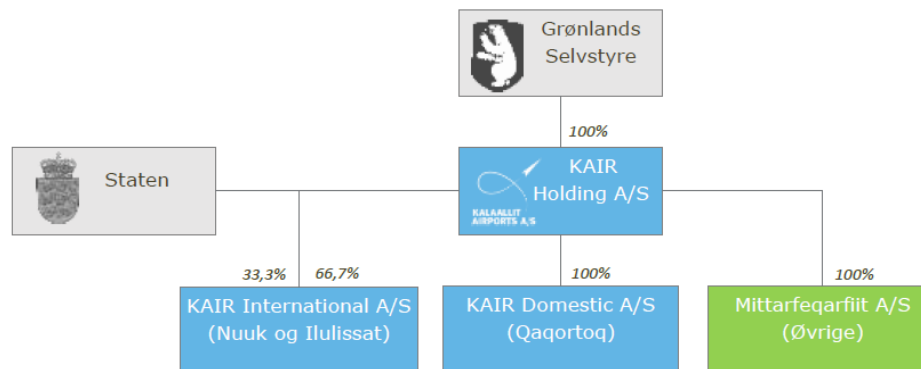 Grønlands
Selvstyre
100%
Staten
KAIR
Holding A/S
KALAALLIT
AIRPORTS A/S
33,3%
66,7%
100%
100%
KAIR International A/S
(Nuuk og Ilulissat)
KAIR Domestic A/S
(Qaqortoq)
Mittarfeqarfiit A/S
(Øvrige)